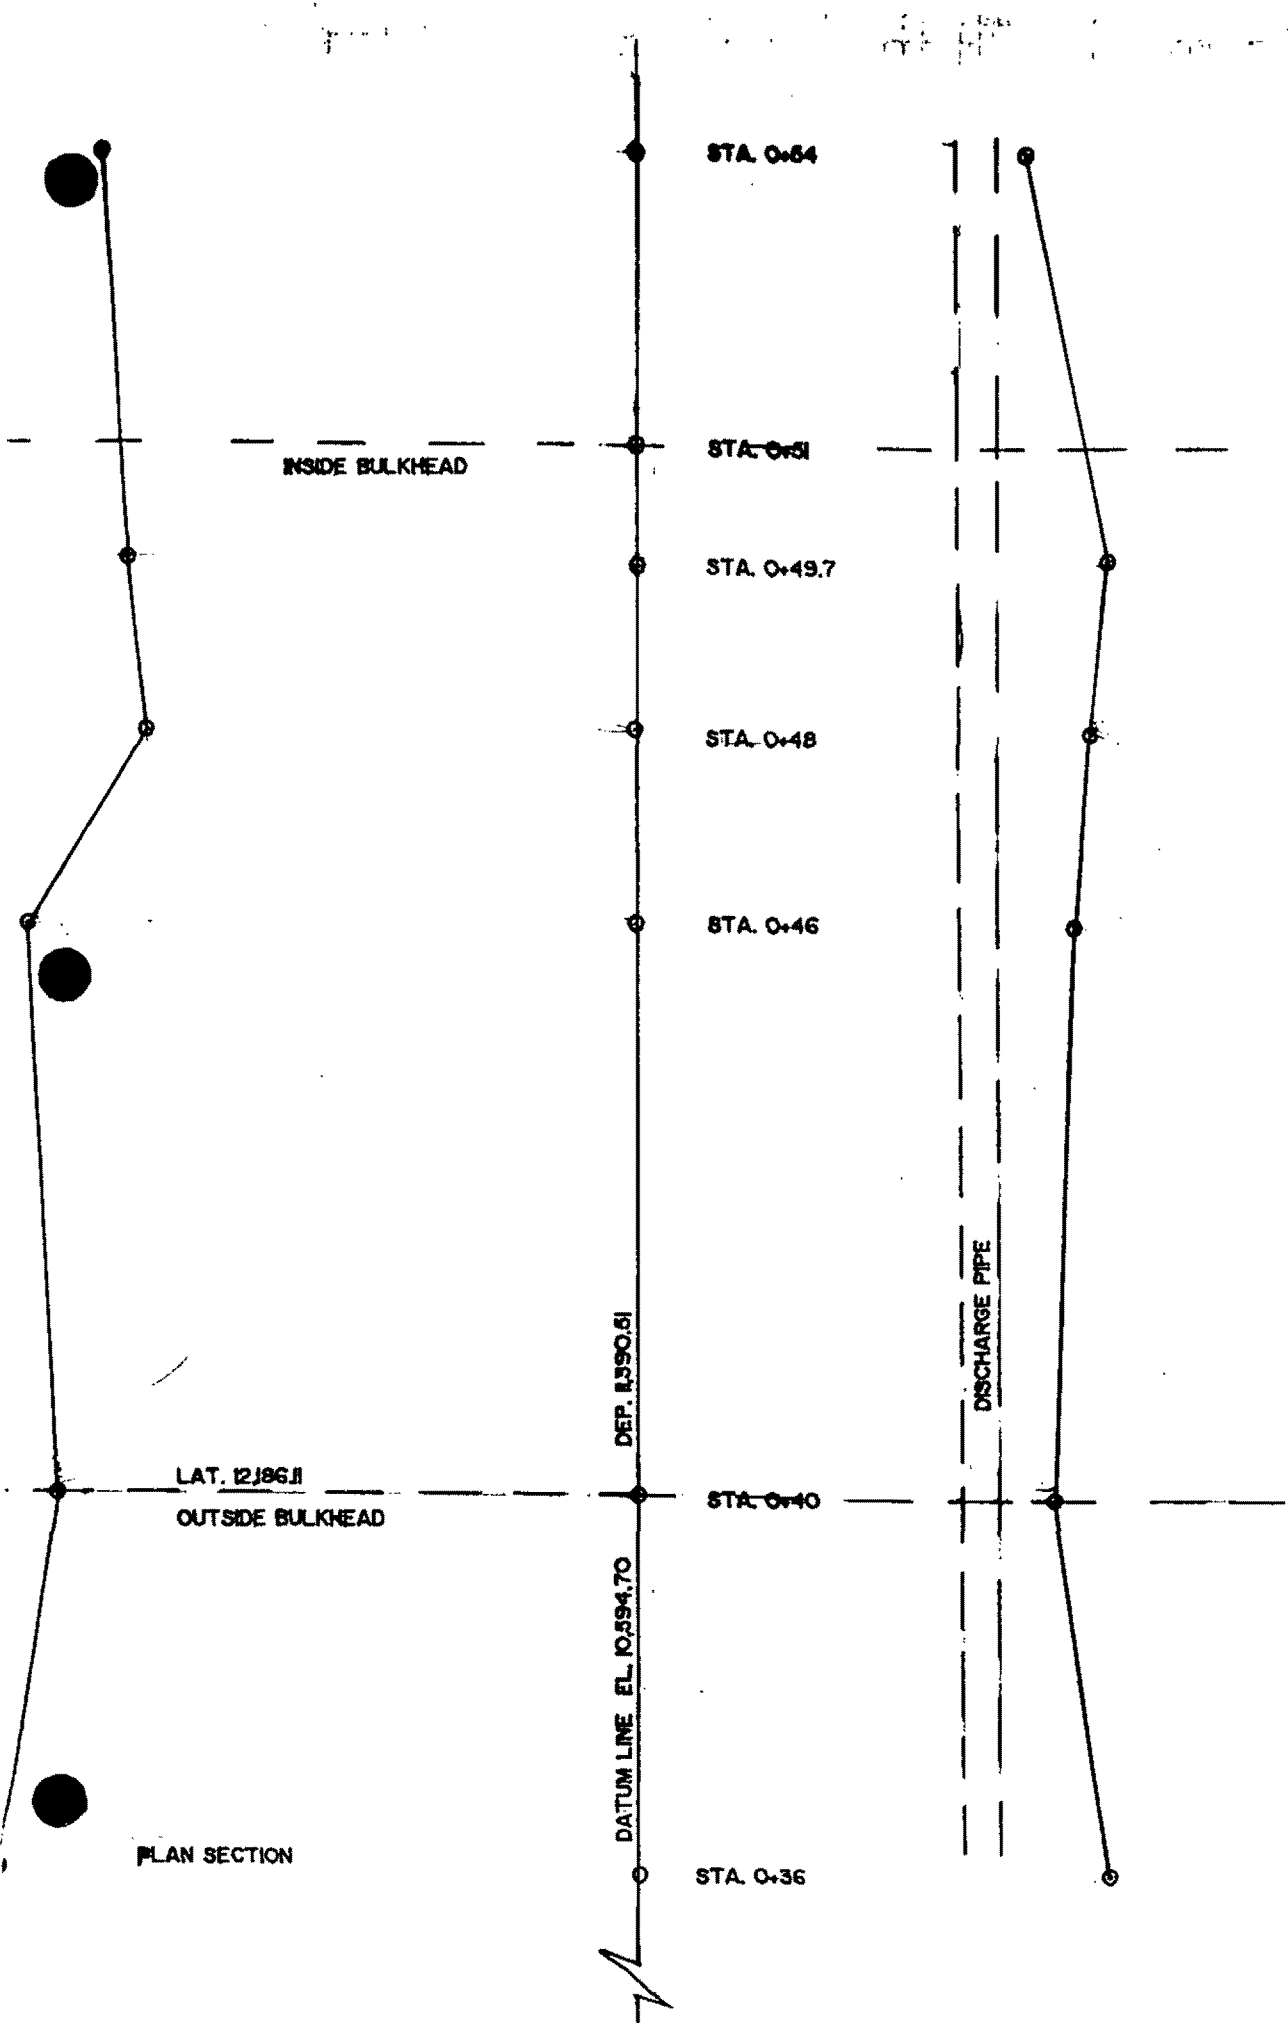 STA. 0+54
STA. 0+51
INSIDE BULKHEAD
STA. 0+49.7
STA. 0+48
STA. 0+46
DISCHARGE PIPE
DEP. 11,390.51
LAT. 12,186.11
STA. 0+40
OUTSIDE BULKHEAD
DATUM LINE EL. 10,594.70
PLAN SECTION
STA. 0+36